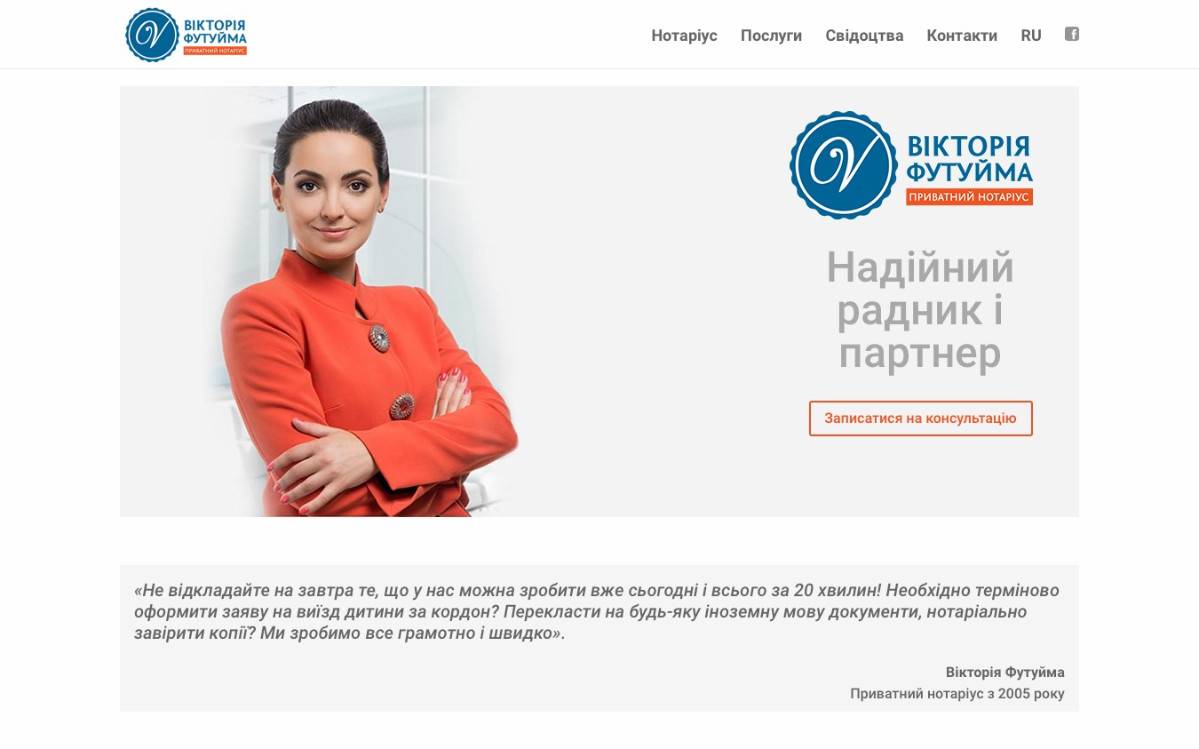 ВІКТОРІЯ
ФУТУЙМА
ПРИВАТНИЙ НОТАРІУС
Нотаріус Послуги Свідоцтва Контакти RU
ВІКТОРІЯ
ФУТУЙМА
ПРИВАТНИЙ НОТАРІУС
Надійний
радник і
партнер
Записатися на консультацію
«Не відкладайте на завтра те, що у нас можна зробити вже сьогодні і всього за 20 хвилин! Необхідно терміново
оформити заяву на виїзд дитини за кордон? Перекласти на будь-яку іноземну мову документи, нотаріально
завірити копії? Ми зробимо все грамотно і швидко».
Вікторія Футуйма
Приватний нотаріус з 2005 року